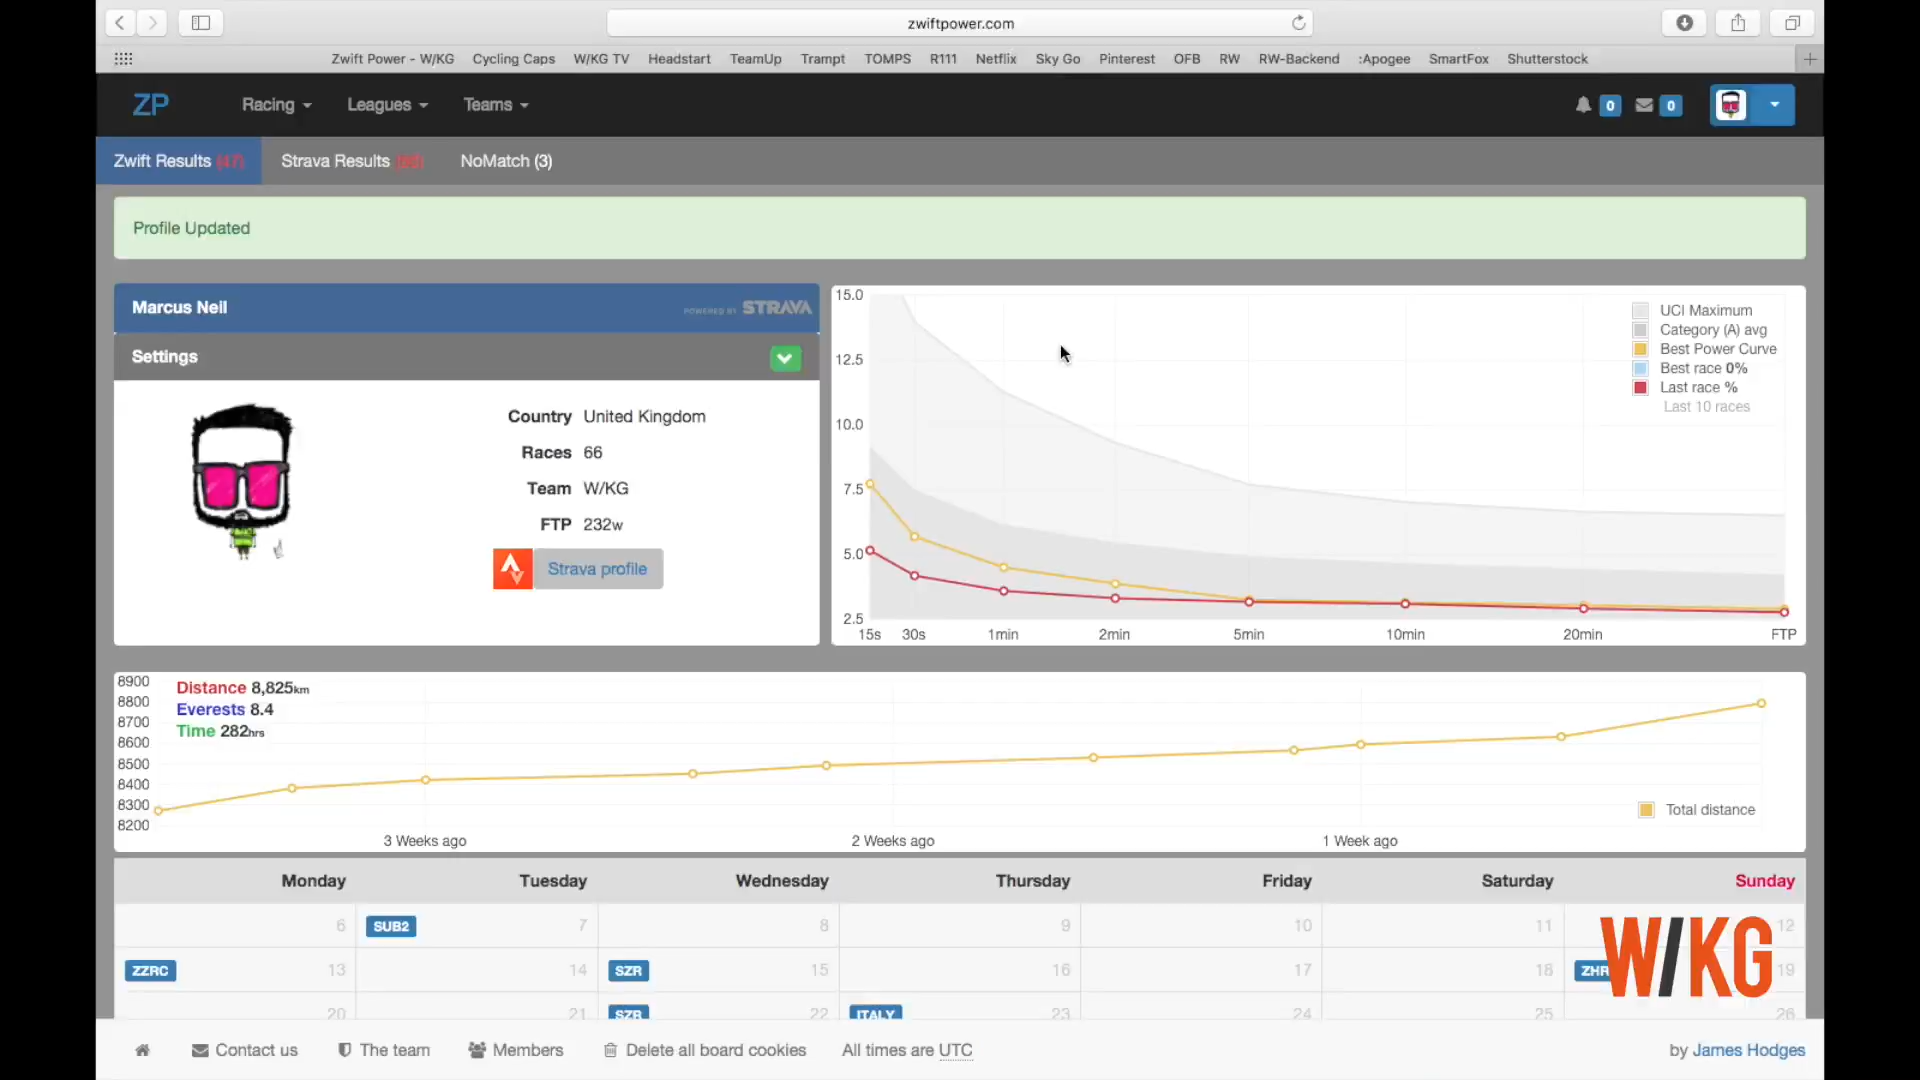 zwiftpower.com
Zwift Power - W/KG Cycling Caps W/KG TV Headstart TeamUp Trampt TOMPS R111 Netflix Sky Go Pinterest OFB RW RW-Backend :Apogee SmartFox Shutterstock
ZP Racing Leagues Teams 0 0
Zwift Results (47) Strava Results NoMatch (3)
Profile Updated
Marcus Neil POWERED BY STRAVA
Settings
Country United Kingdom
Races 66
Team W/KG
FTP 232w
Strava profile
15.0
12.5
10.0
7.5
5.0
2.5
15s 30s 1min 2min 5min 10min 20min FTP
UCI Maximum
Category (A) avg
Best Power Curve
Best race 0%
Last race %
Last 10 races
8900
8800
8700
8600
8500
8400
8300
8200
Distance 8,825km
Everests 8.4
Time 282hrs
Total distance
3 Weeks ago 2 Weeks ago 1 Week ago
Monday Tuesday Wednesday Thursday Friday Saturday Sunday
6 SUB2 7 8 9 10 11 12
ZZRC 13 14 SZR 15 16 17 18 ZHR 19
20 21 SZR 22 ITALY 23 24 25 26
W/KG
Contact us The team Members Delete all board cookies All times are UTC by James Hodges